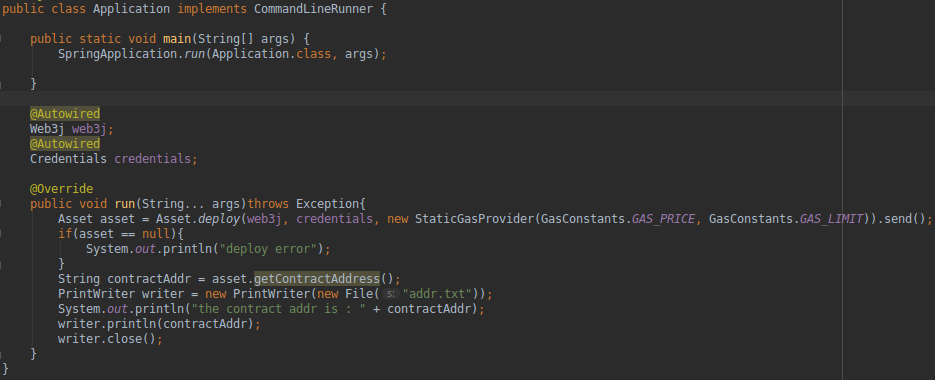 public class Application implements CommandLineRunner {
public static void main(String[] args) {
SpringApplication.run(Application.class, args);
}
@Autowired
Web3j web3j;
@Autowired
Credentials credentials;
@Override
public void run(String... args)throws Exception{
Asset asset = Asset.deploy(web3j, credentials, new StaticGasProvider(GasConstants.GAS_PRICE, GasConstants.GAS_LIMIT)).send();
if(asset == null){
System.out.println("deploy error");
}
String contractAddr = asset.getContractAddress();
PrintWriter writer = new PrintWriter(new File( s: "addr.txt"));
System.out.println("the contract addr is : " + contractAddr);
writer.println(contractAddr);
writer.close();
}
}